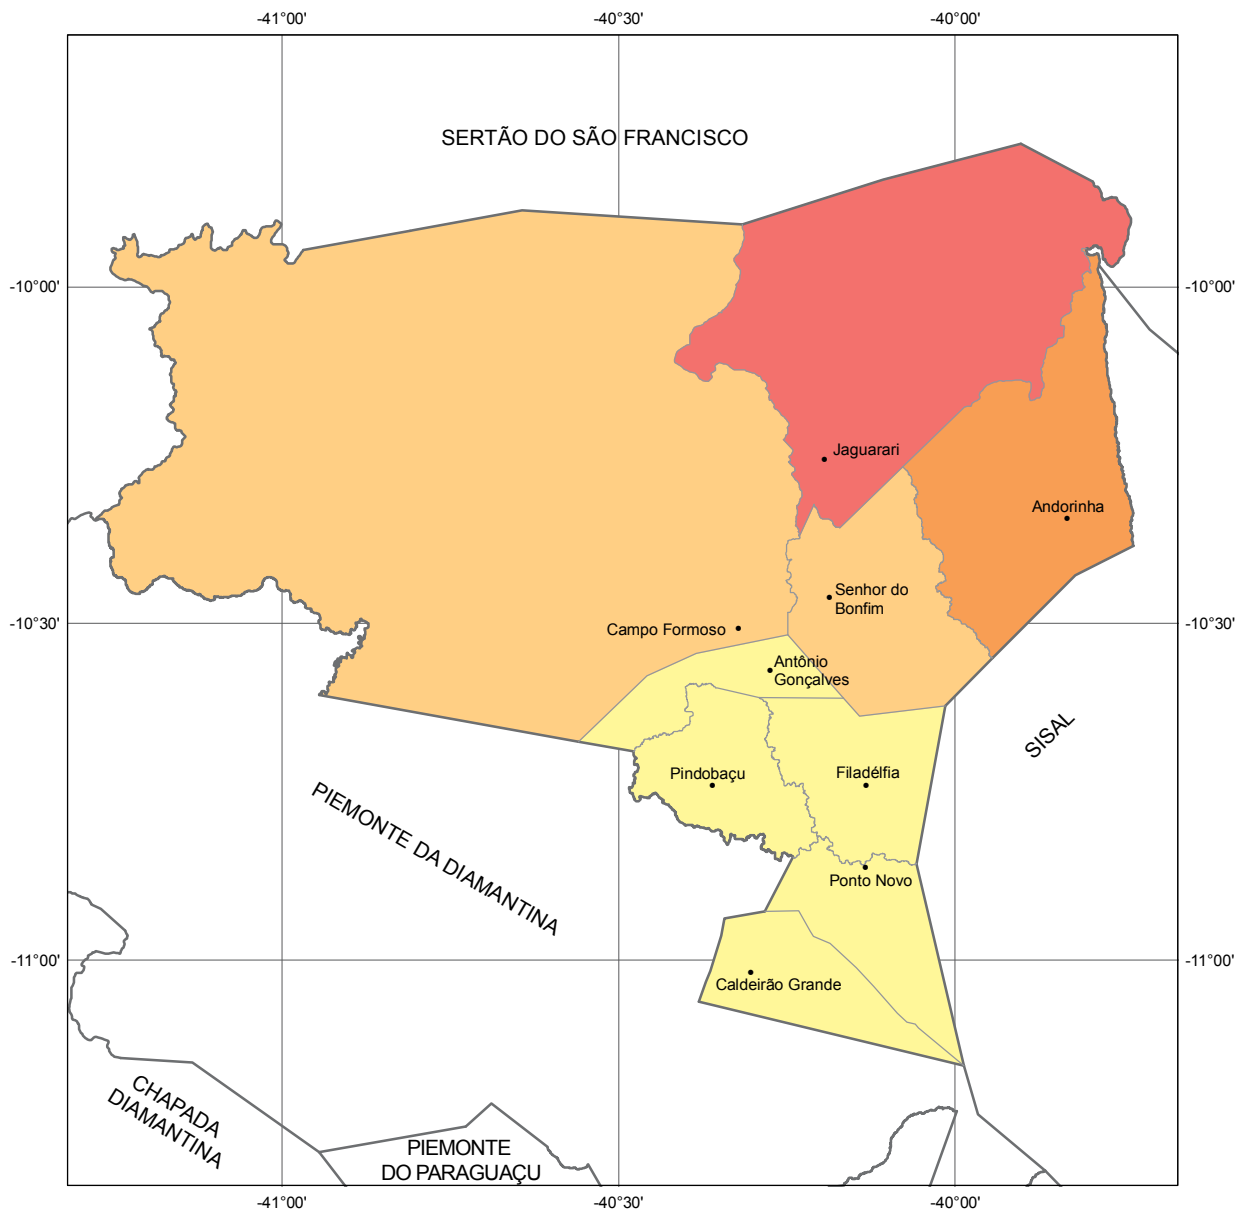 -41°00'
-40°30'
-40°00'
SERTÃO DO SÃO FRANCISCO
-10°00'
-10°00'
Jaguarari
Andorinha
Senhor do
Bonfim
-10°30'
Campo Formoso
-10°30'
Antônio
Gonçalves
SISAL
Pindobaçu
Filadélfia
PIEMONTE DA DIAMANTINA
Ponto Novo
-11°00'
-11°00'
Caldeirão Grande
CHAPADA
DIAMANTINA
PIEMONTE
DO PARAGUAÇU
-41°00'
-40°30'
-40°00'